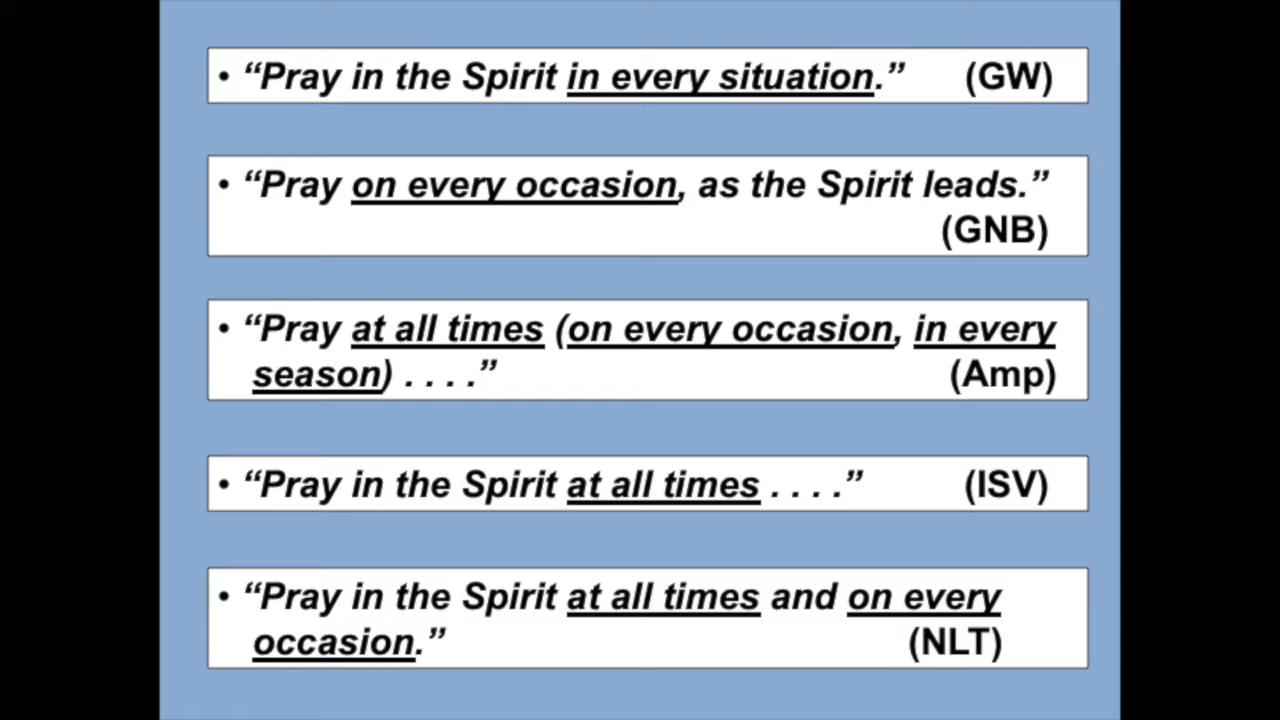 • “Pray in the Spirit in every situation.” (GW)
• “Pray on every occasion, as the Spirit leads.”
(GNB)
• “Pray at all times (on every occasion, in every
season) . . . .” (Amp)
• “Pray in the Spirit at all times . . . .” (ISV)
• “Pray in the Spirit at all times and on every
occasion.” (NLT)